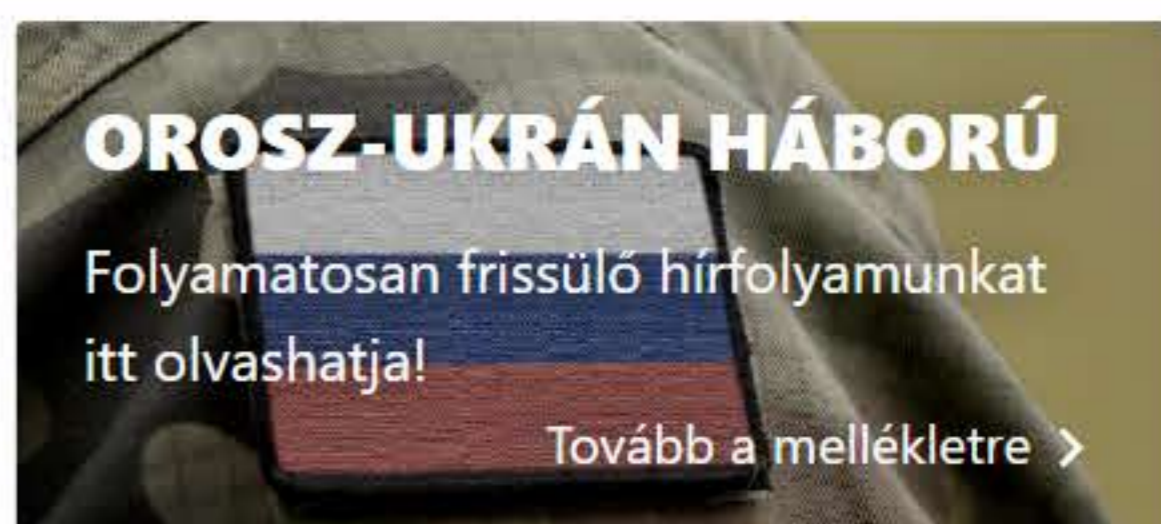 OROSZ-UKRÁN HÁBORÚ
Folyamatosan frissülő hírfolyamunkat
itt olvashatja!
Tovább a mellékletre >